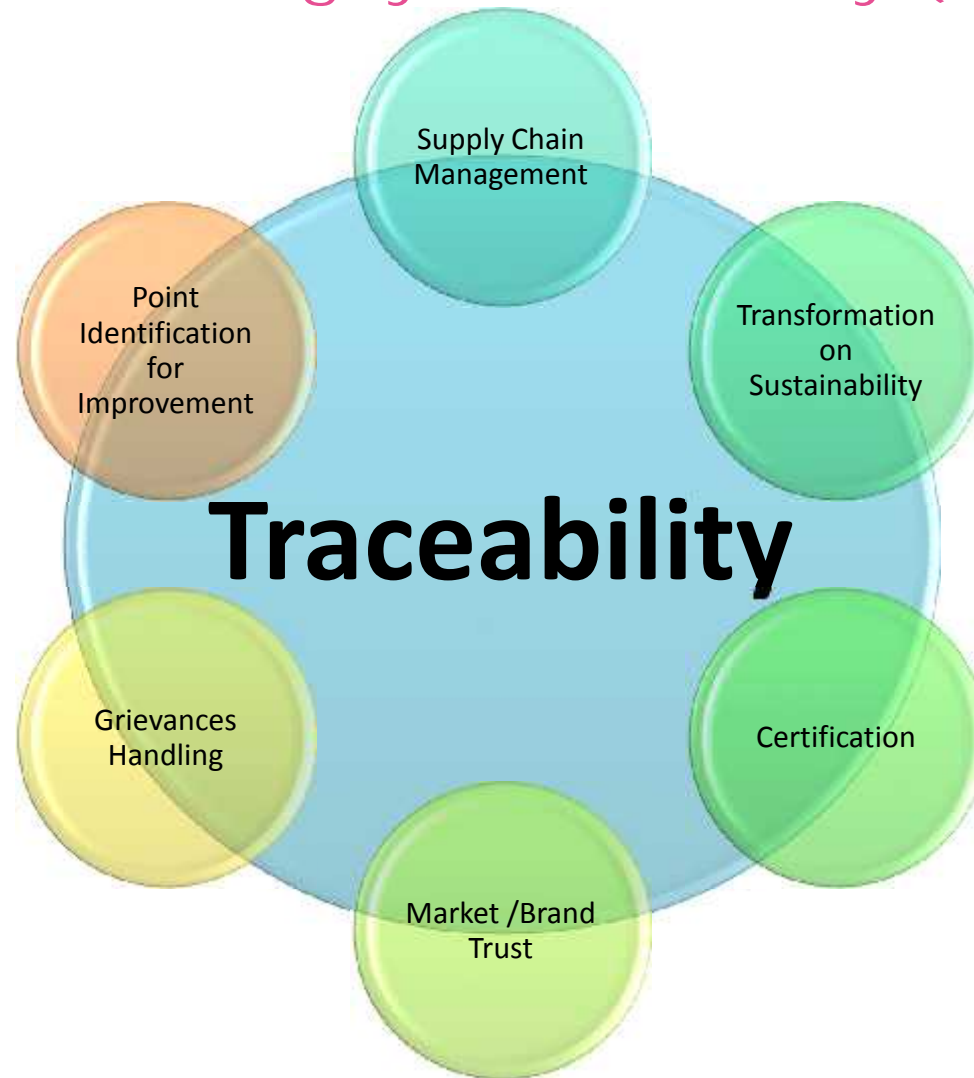 Supply Chain
Management
Transformation
on
Sustainability
Certification
Market /Brand
Trust
Grievances
Handling
Point
Identification
for
Improvement
Traceability